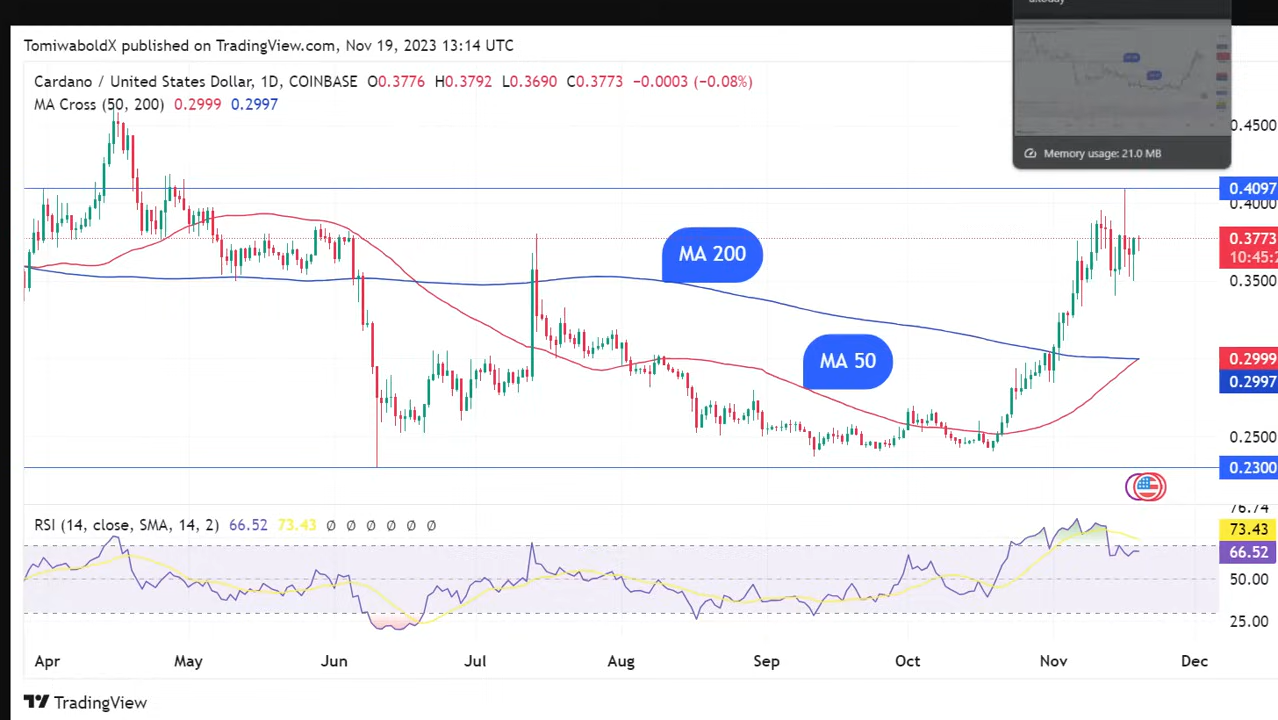 TomiwaboldX published on TradingView.com, Nov 19, 2023 13:14 UTC
Cardano / United States Dollar, 1D, COINBASE O0.3776 H0.3792 L0.3690 C0.3773 −0.0003 (−0.08%)
MA Cross (50, 200) 0.2999 0.2997
Memory usage: 21.0 MB
0.4500
0.4097
0.4000
MA 200
0.3773
10:45:2
0.3500
MA 50
0.2999
0.2997
0.2500
0.2300
RSI (14, close, SMA, 14, 2) 66.52 73.43 Ø Ø Ø Ø Ø Ø
76.74
73.43
66.52
50.00
25.00
Apr May Jun Jul Aug Sep Oct Nov Dec
TradingView